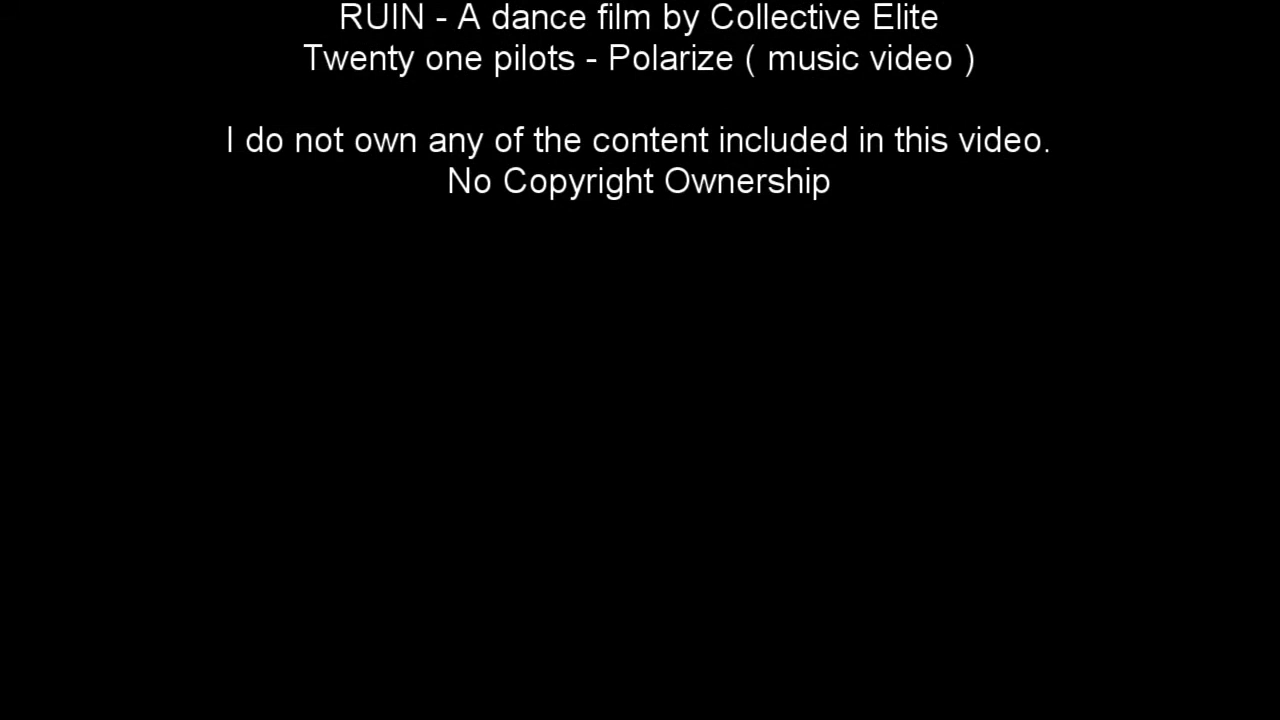 RUIN - A dance film by Collective Elite
Twenty one pilots - Polarize ( music video )
I do not own any of the content included in this video.
No Copyright Ownership